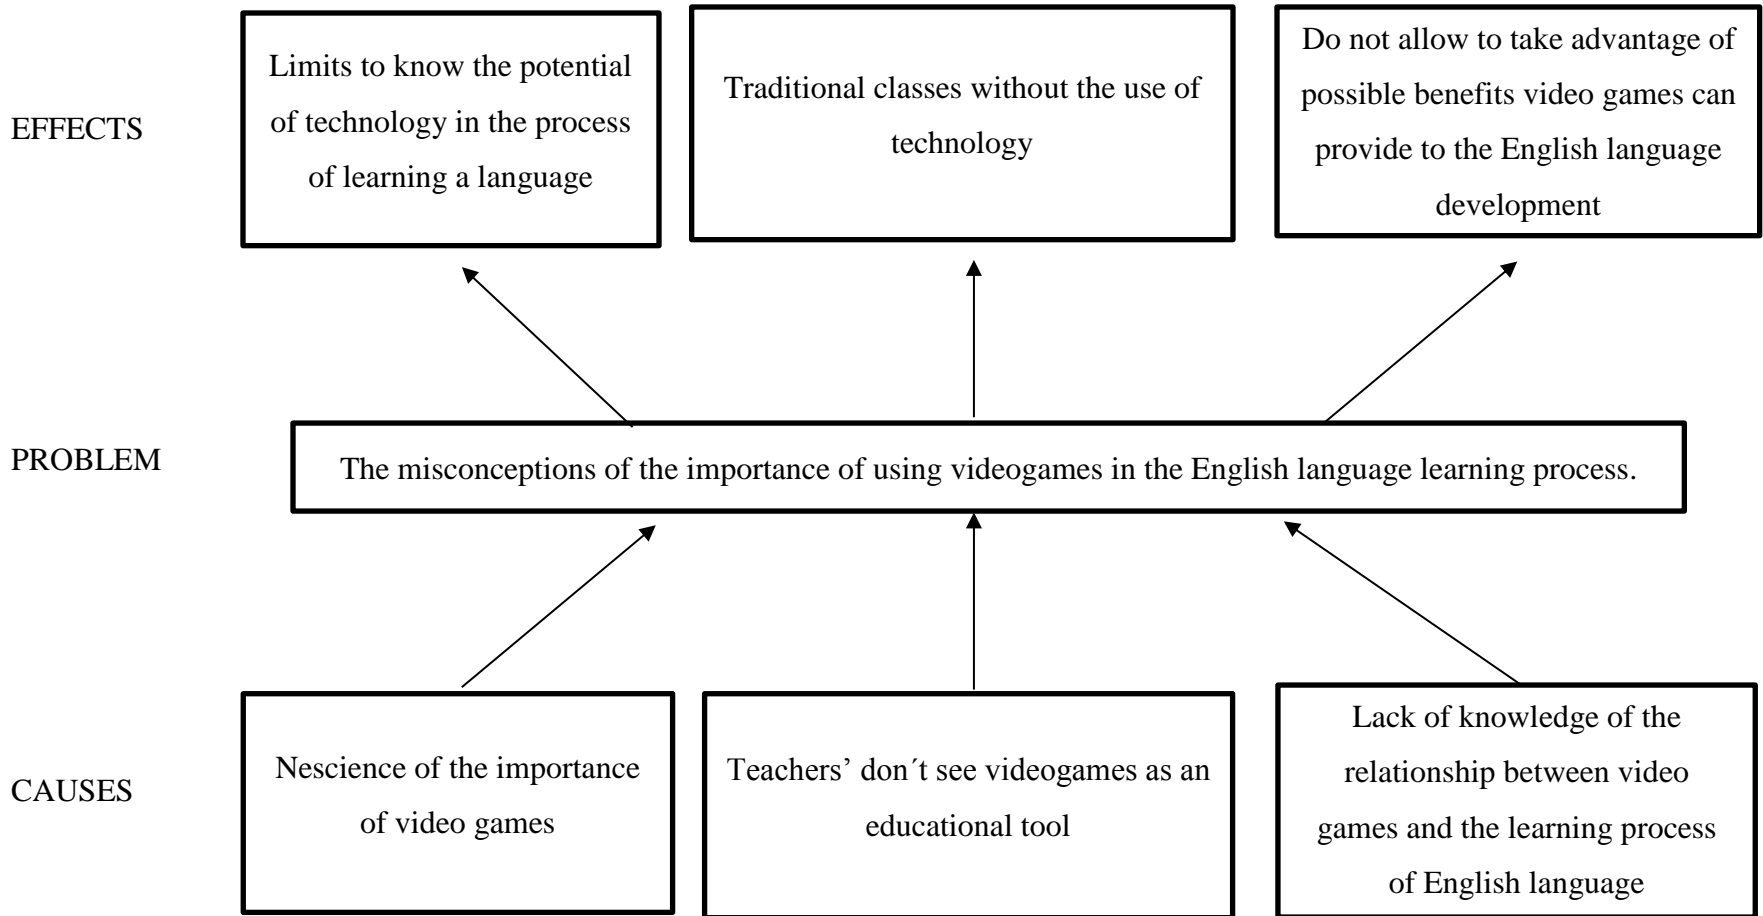 EFFECTS
Limits to know the potential
of technology in the process
of learning a language
Traditional classes without the use of
technology
Do not allow to take advantage of
possible benefits video games can
provide to the English language
development
PROBLEM
The misconceptions of the importance of using videogames in the English language learning process.
CAUSES
Nescience of the importance
of video games
Teachers’ don´t see videogames as an
educational tool
Lack of knowledge of the
relationship between video
games and the learning process
of English language